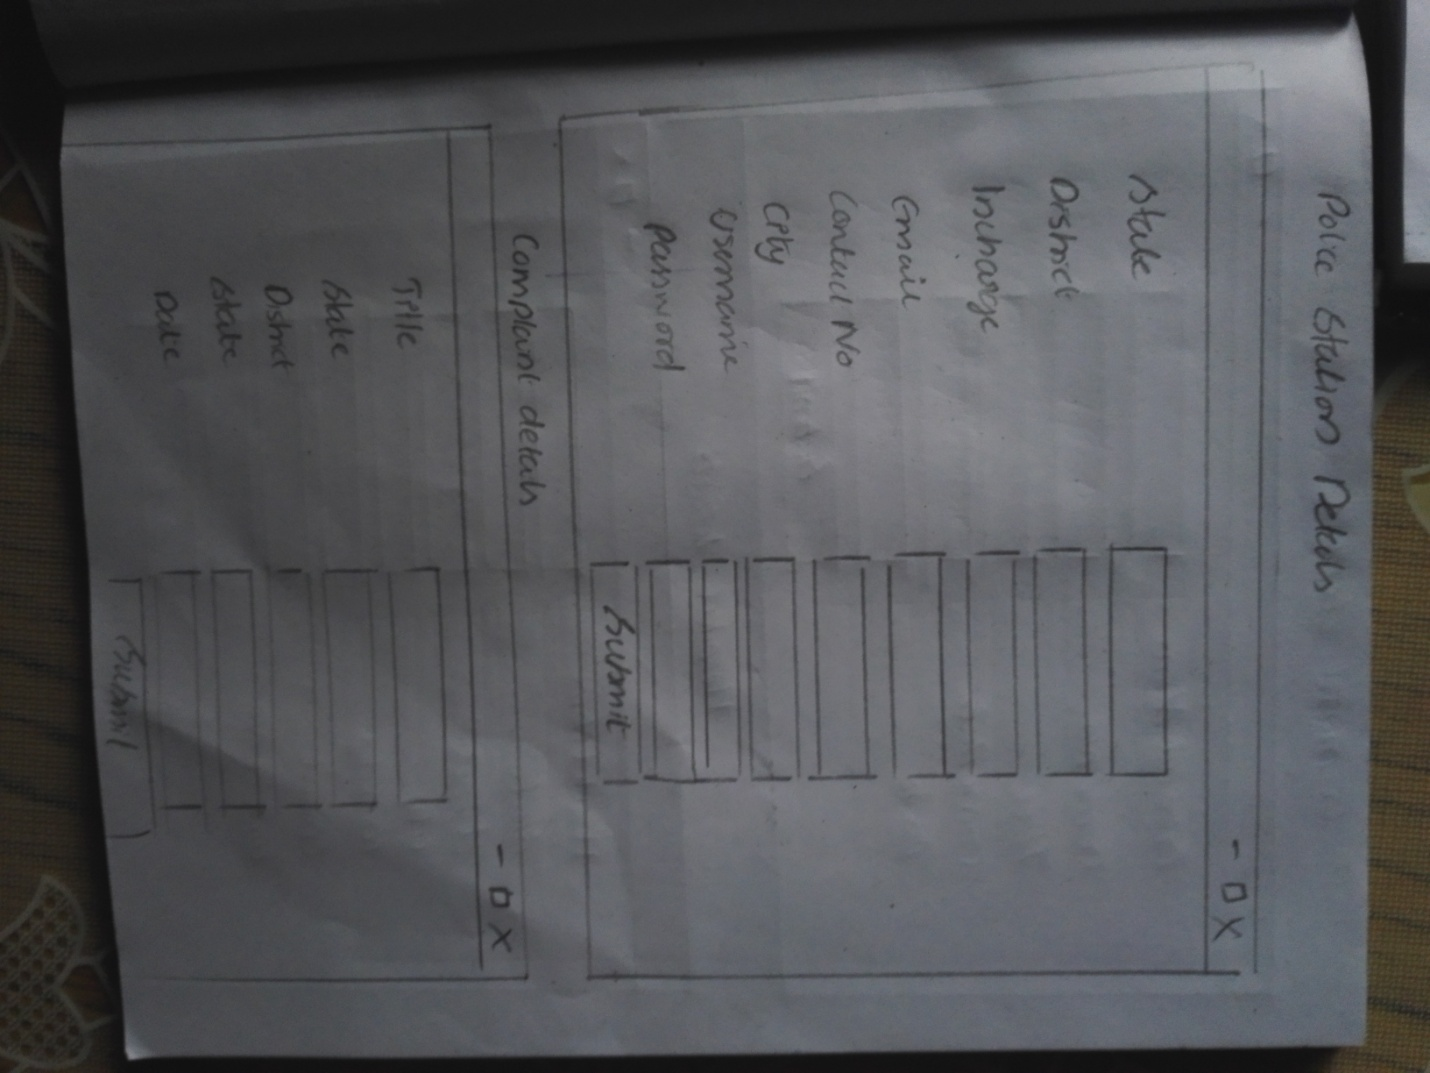 Police Station Details
- □ X
State
District
Incharge
Email
Contact No
City
Username
Password
Submit
Complaint details
- □ X
Title
State
District
State
Date
Submit